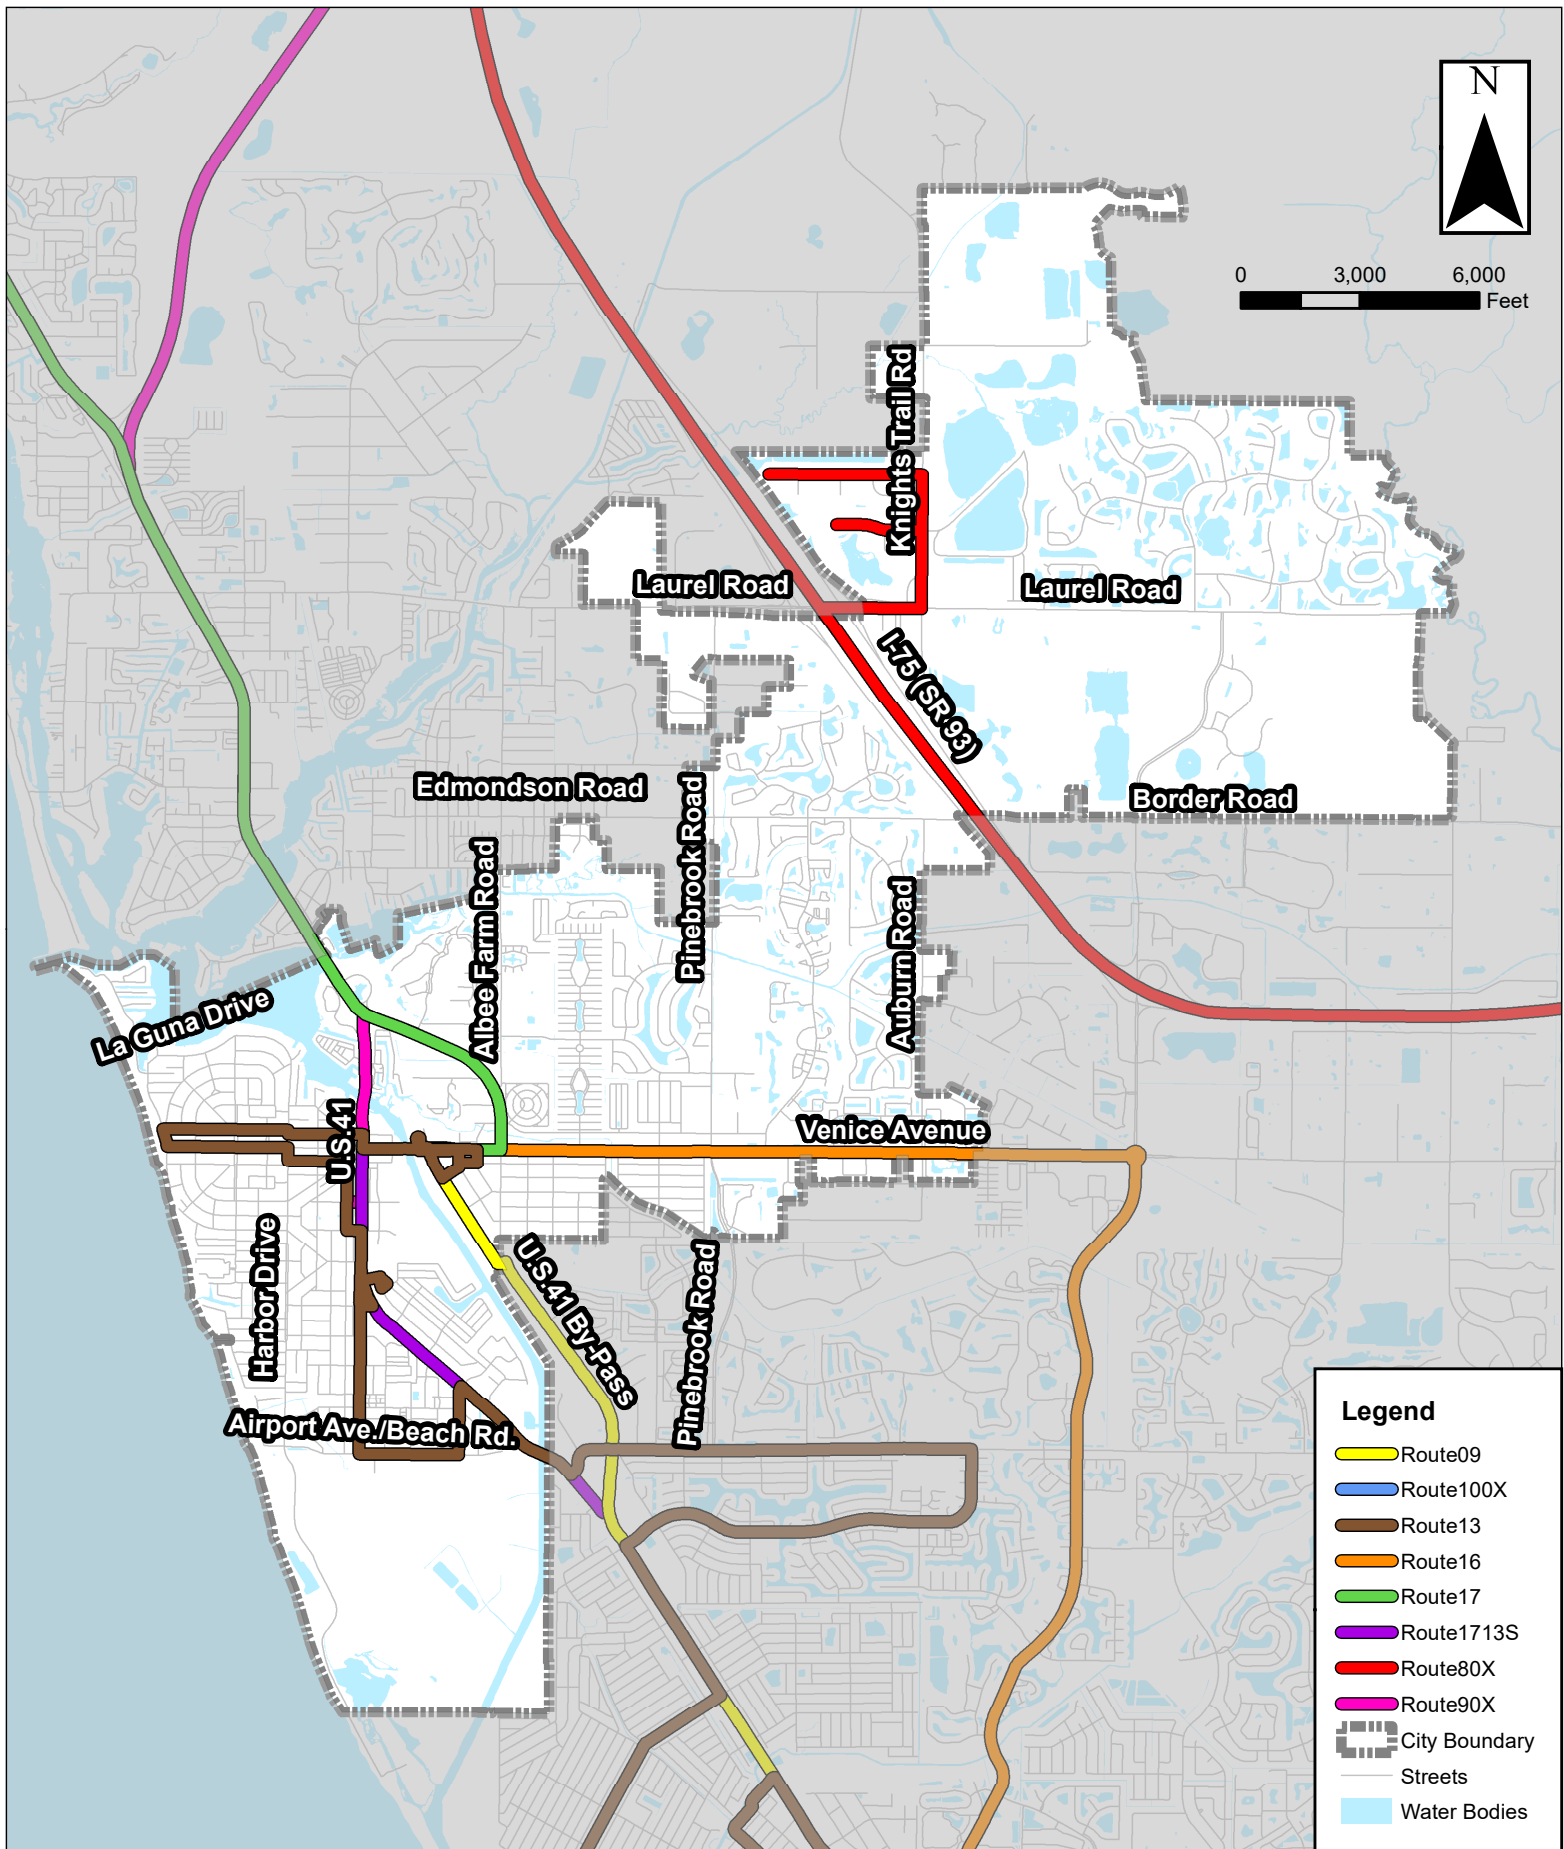 N
0 3,000 6,000
Feet
Knights Trail Rd
Laurel Road
Laurel Road
I-75 (SR 93)
Edmondson Road
Pinebrook Road
Border Road
Albee Farm Road
Auburn Road
La Guna Drive
U.S.41
Venice Avenue
Harbor Drive
U.S.41 By-Pass
Pinebrook Road
Airport Ave./Beach Rd.
Legend
Route09
Route100X
Route13
Route16
Route17
Route1713S
Route80X
Route90X
City Boundary
Streets
Water Bodies